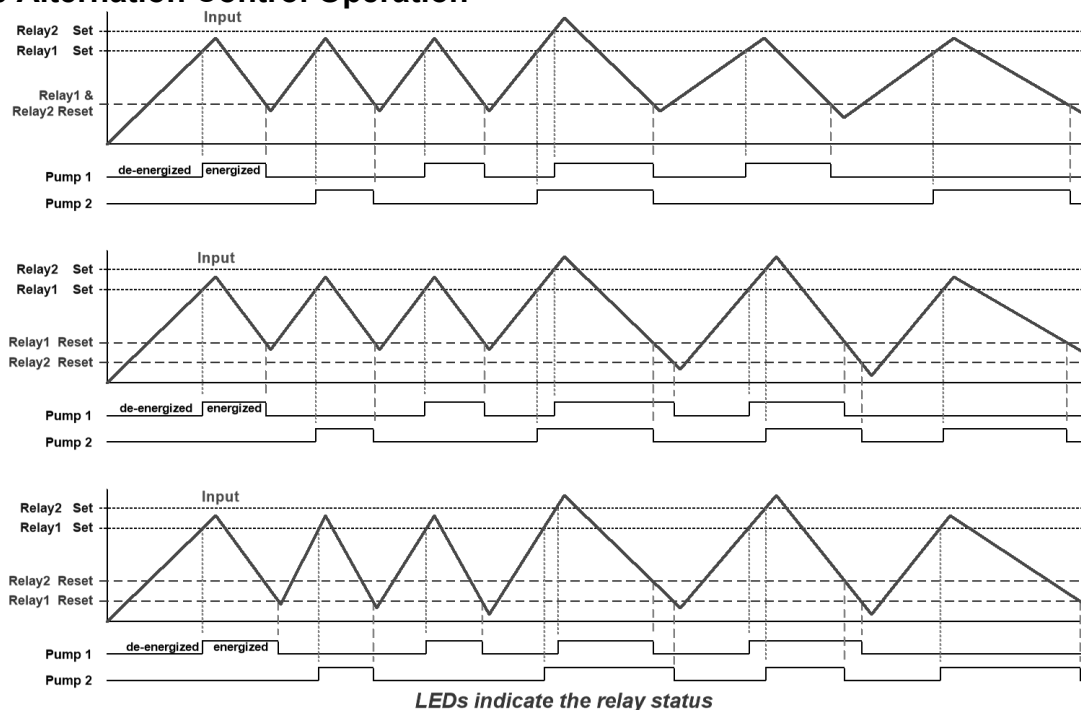 Alternation Control Operation
Input
Relay2 Set
Relay1 Set
Relay1 &
Relay2 Reset
de-energized energized
Pump 1
Pump 2
Input
Relay2 Set
Relay1 Set
Relay1 Reset
Relay2 Reset
de-energized energized
Pump 1
Pump 2
Input
Relay2 Set
Relay1 Set
Relay2 Reset
Relay1 Reset
de-energized energized
Pump 1
Pump 2
LEDs indicate the relay status